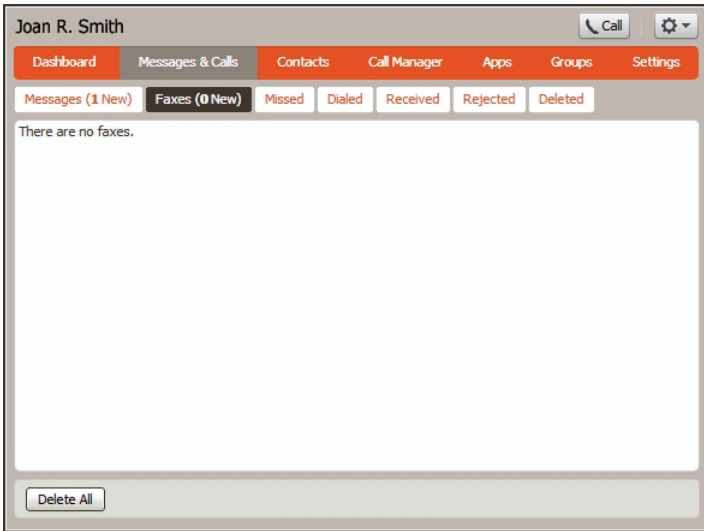 Joan R. Smith Call
Dashboard Messages & Calls Contacts Call Manager Apps Groups Settings
Messages (1 New) Faxes (0 New) Missed Dialed Received Rejected Deleted
There are no faxes.
Delete All